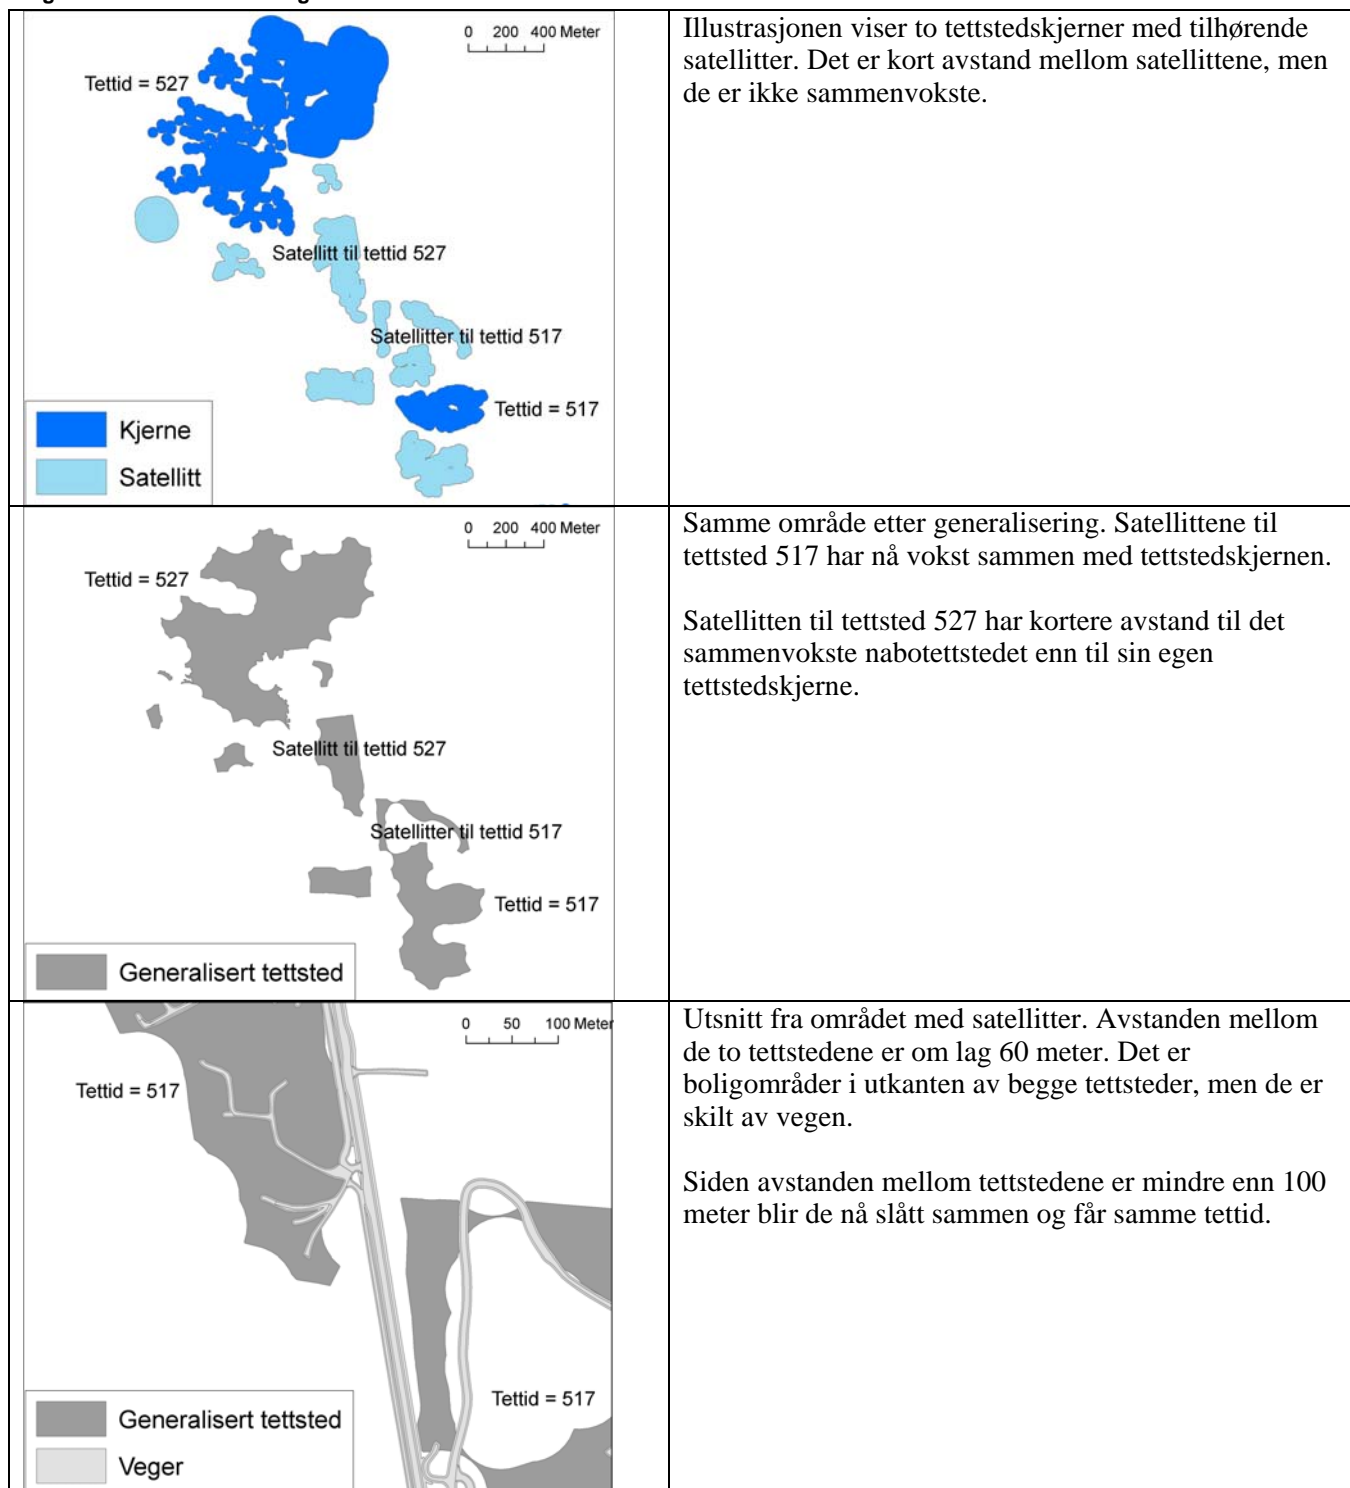 0 200 400 Meter
Tettid = 527
Satellitt til tettid 527
Satellitter til tettid 517
Tettid = 517
Kjerne
Satellitt
Illustrasjonen viser to tettstedskjerner med tilhørende
satellitter. Det er kort avstand mellom satellittene, men
de er ikke sammenvokste.
0 200 400 Meter
Tettid = 527
Satellitt til tettid 527
Satellitter til tettid 517
Tettid = 517
Generalisert tettsted
Samme område etter generalisering. Satellittene til
tettsted 517 har nå vokst sammen med tettstedskjernen.
Satellitten til tettsted 527 har kortere avstand til det
sammenvokste nabotettstedet enn til sin egen
tettstedskjerne.
0 50 100 Meter
Tettid = 517
Tettid = 517
Generalisert tettsted
Veger
Utsnitt fra området med satellitter. Avstanden mellom
de to tettstedene er om lag 60 meter. Det er
boligområder i utkanten av begge tettsteder, men de er
skilt av vegen.
Siden avstanden mellom tettstedene er mindre enn 100
meter blir de nå slått sammen og får samme tettid.